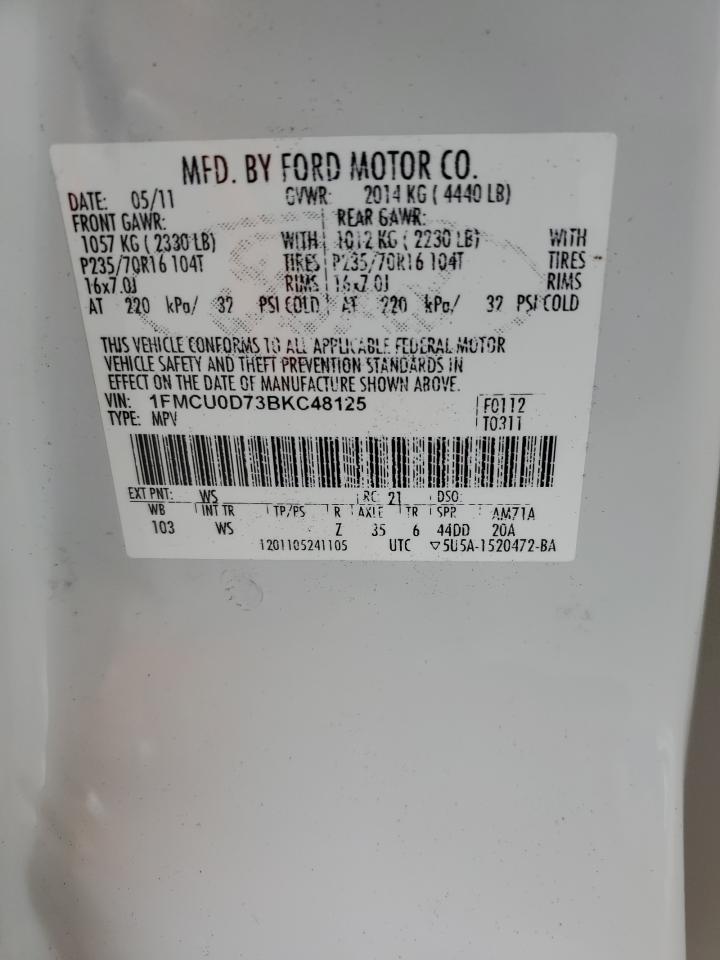 MFD. BY FORD MOTOR CO.
DATE: 05/11 GVWR: 2014 KG ( 4440 LB)
FRONT GAWR: REAR GAWR:
1057 KG ( 2330 LB) WITH 1012 KG ( 2230 LB) WITH
P235/70R16 104T TIRES P235/70R16 104T TIRES
16x7.0J RIMS 16x7.0J RIMS
AT 220 kPa/ 32 PSI COLD AT 220 kPa/ 32 PSI COLD
THIS VEHICLE CONFORMS TO ALL APPLICABLE FEDERAL MOTOR
VEHICLE SAFETY AND THEFT PREVENTION STANDARDS IN
EFFECT ON THE DATE OF MANUFACTURE SHOWN ABOVE.
VIN: 1FMCU0D73BKC48125 F0112
TYPE: MPV T0311
EXT PNT: WS RC: 21 DSO:
WB INT TR TP/PS R AXLE TR SPR AM71A
103 WS Z 35 6 44DD 20A
1201105241105 UTC ▽5U5A-1520472-BA